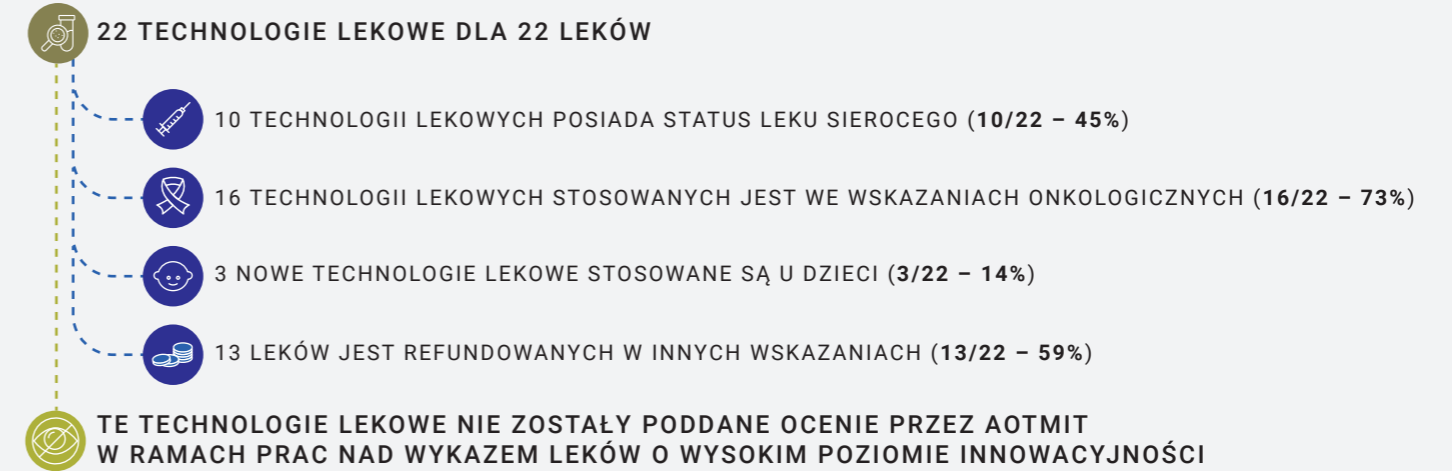 22 TECHNOLOGIE LEKOWE DLA 22 LEKÓW
10 TECHNOLOGII LEKOWYCH POSIADA STATUS LEKU SIEROCEGO (10/22 – 45%)
16 TECHNOLOGII LEKOWYCH STOSOWANYCH JEST WE WSKAZANIACH ONKOLOGICZNYCH (16/22 – 73%)
3 NOWE TECHNOLOGIE LEKOWE STOSOWANE SĄ U DZIECI (3/22 – 14%)
13 LEKÓW JEST REFUNDOWANYCH W INNYCH WSKAZANIACH (13/22 – 59%)
TE TECHNOLOGIE LEKOWE NIE ZOSTAŁY PODDANE OCENIE PRZEZ AOTMIT
W RAMACH PRAC NAD WYKAZEM LEKÓW O WYSOKIM POZIOMIE INNOWACYJNOŚCI